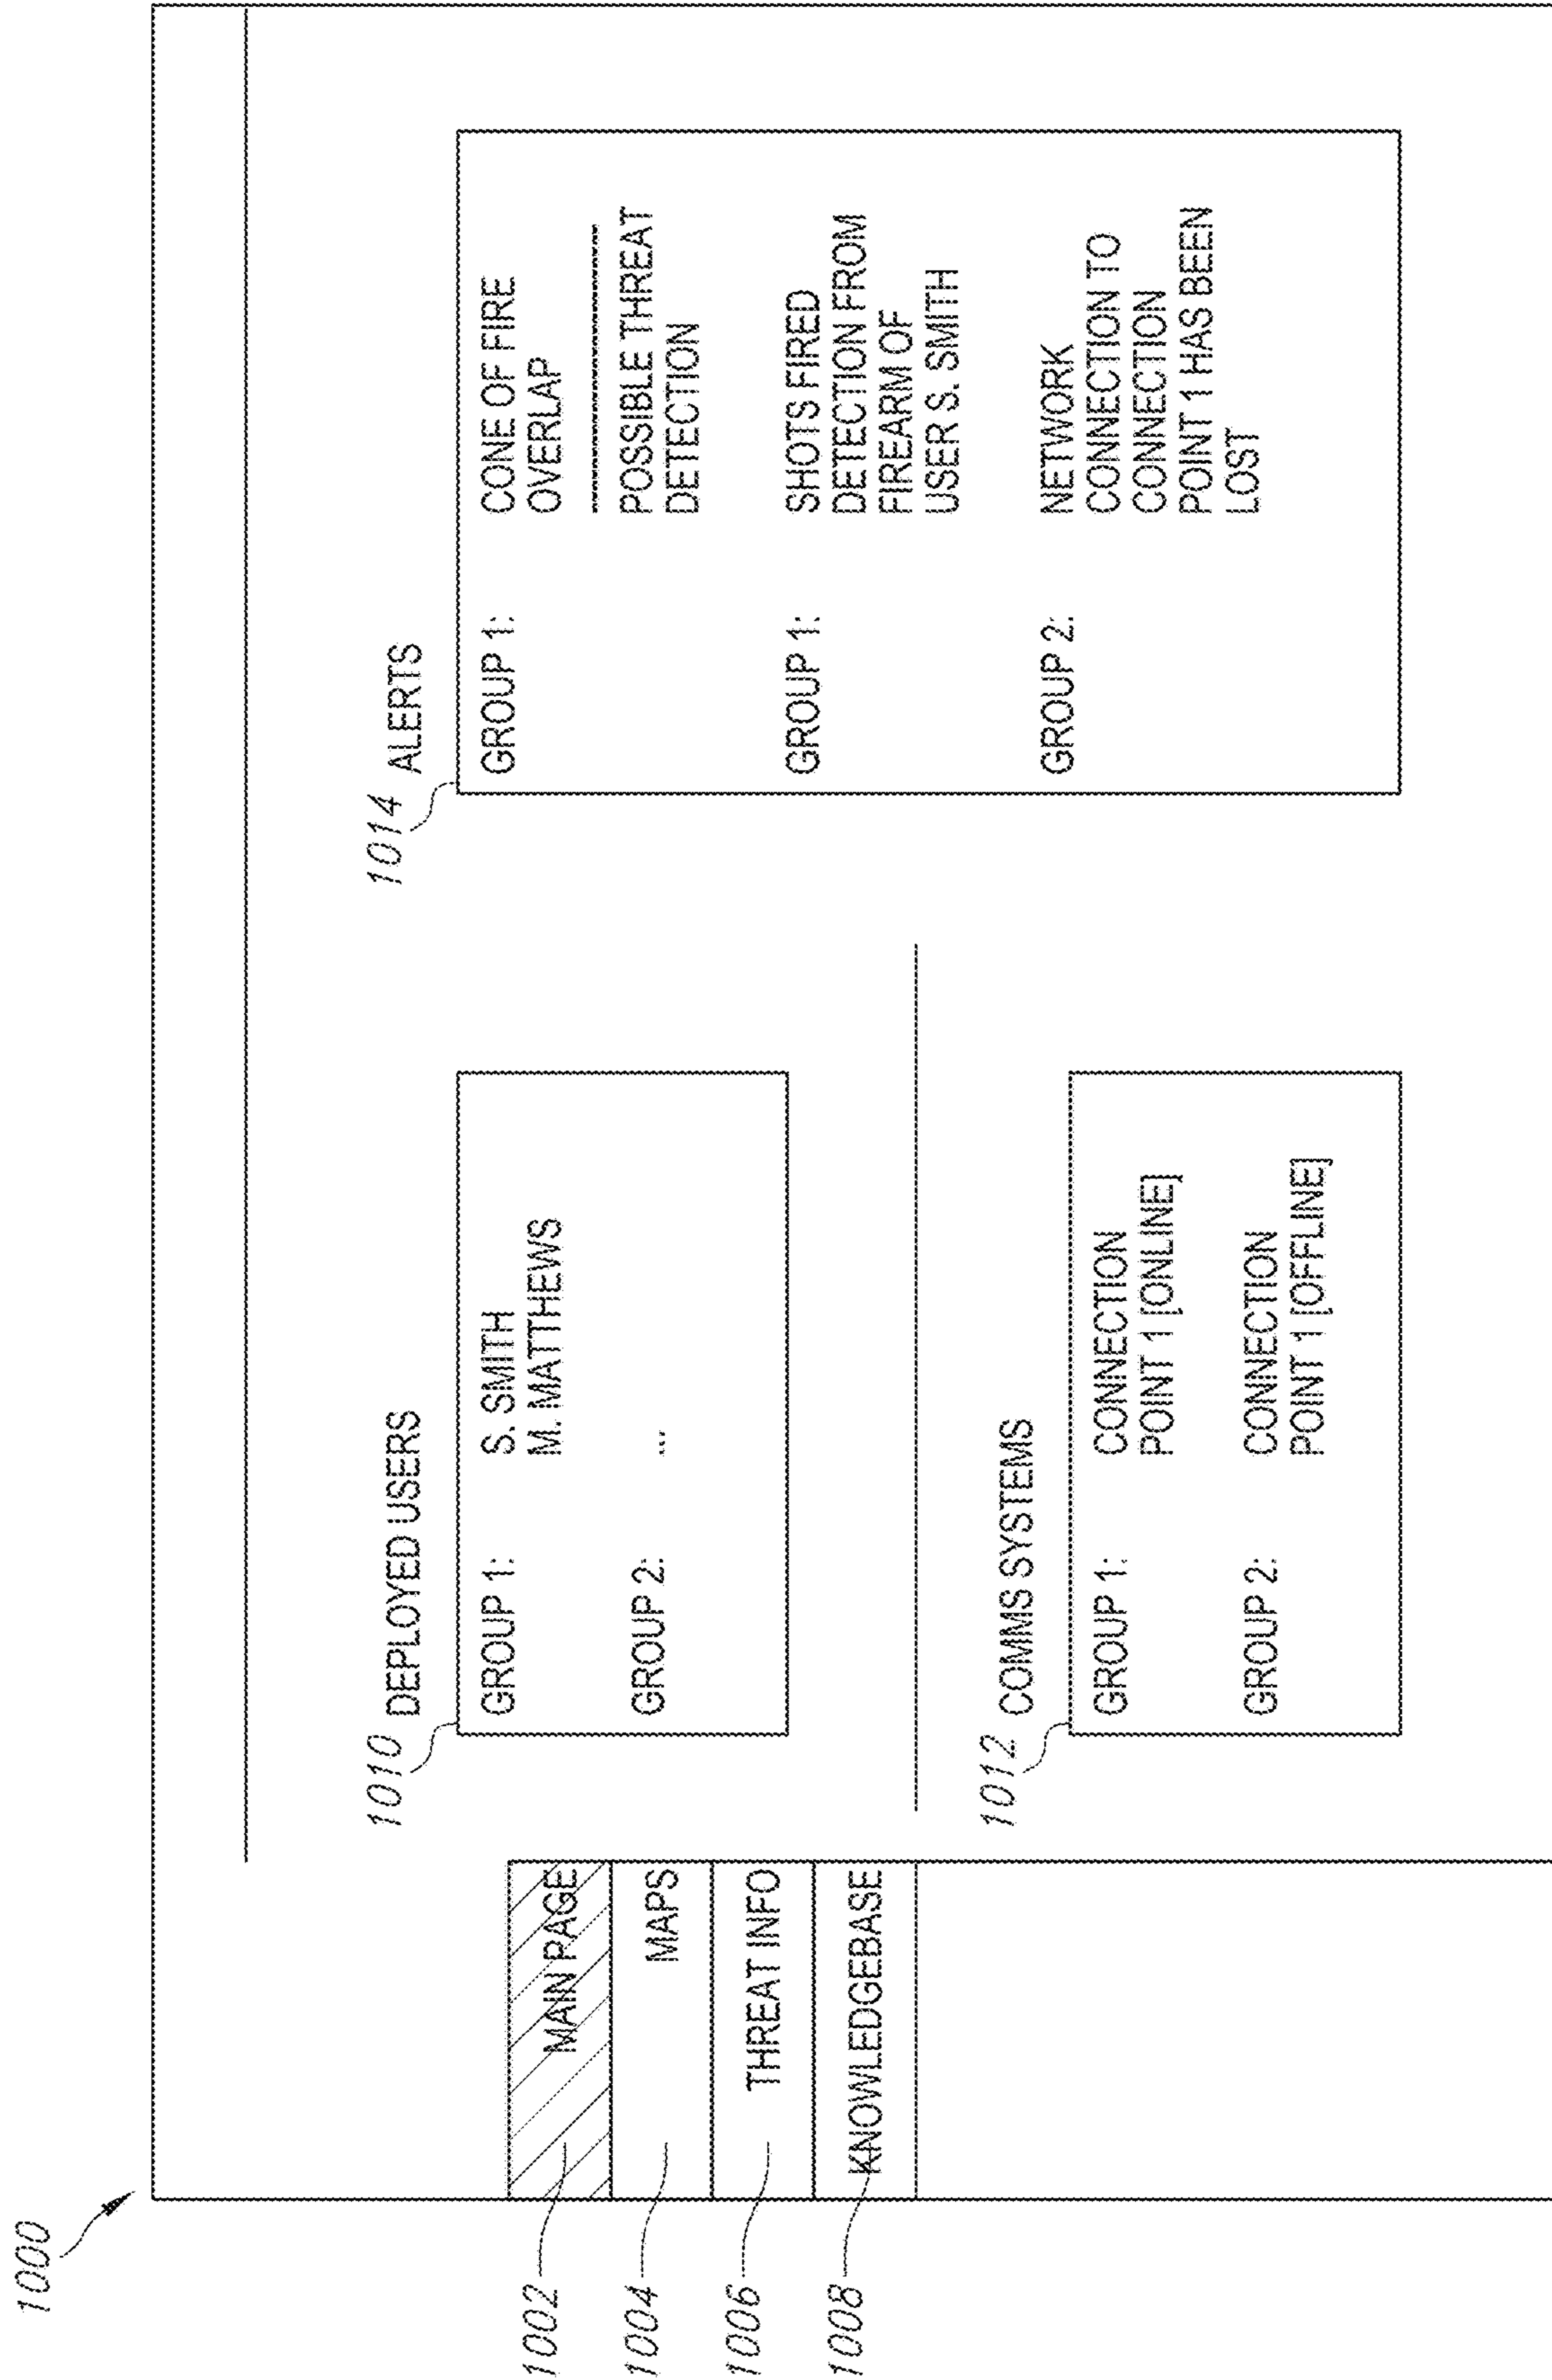 1000
1002
MAIN PAGE
1004
MAPS
1006
THREAT INFO
1008
KNOWLEDGEBASE
1010
DEPLOYED USERS
GROUP 1: S. SMITH
M. MATTHEWS
GROUP 2: ...
1012
COMMS SYSTEMS
GROUP 1: CONNECTION
POINT 1 [ONLINE]
GROUP 2: CONNECTION
POINT 1 [OFFLINE]
1014
ALERTS
GROUP 1: CONE OF FIRE
OVERLAP
POSSIBLE THREAT
DETECTION
GROUP 1: SHOTS FIRED
DETECTION FROM
FIREARM OF
USER S. SMITH
GROUP 2: NETWORK
CONNECTION TO
CONNECTION
POINT 1 HAS BEEN
LOST